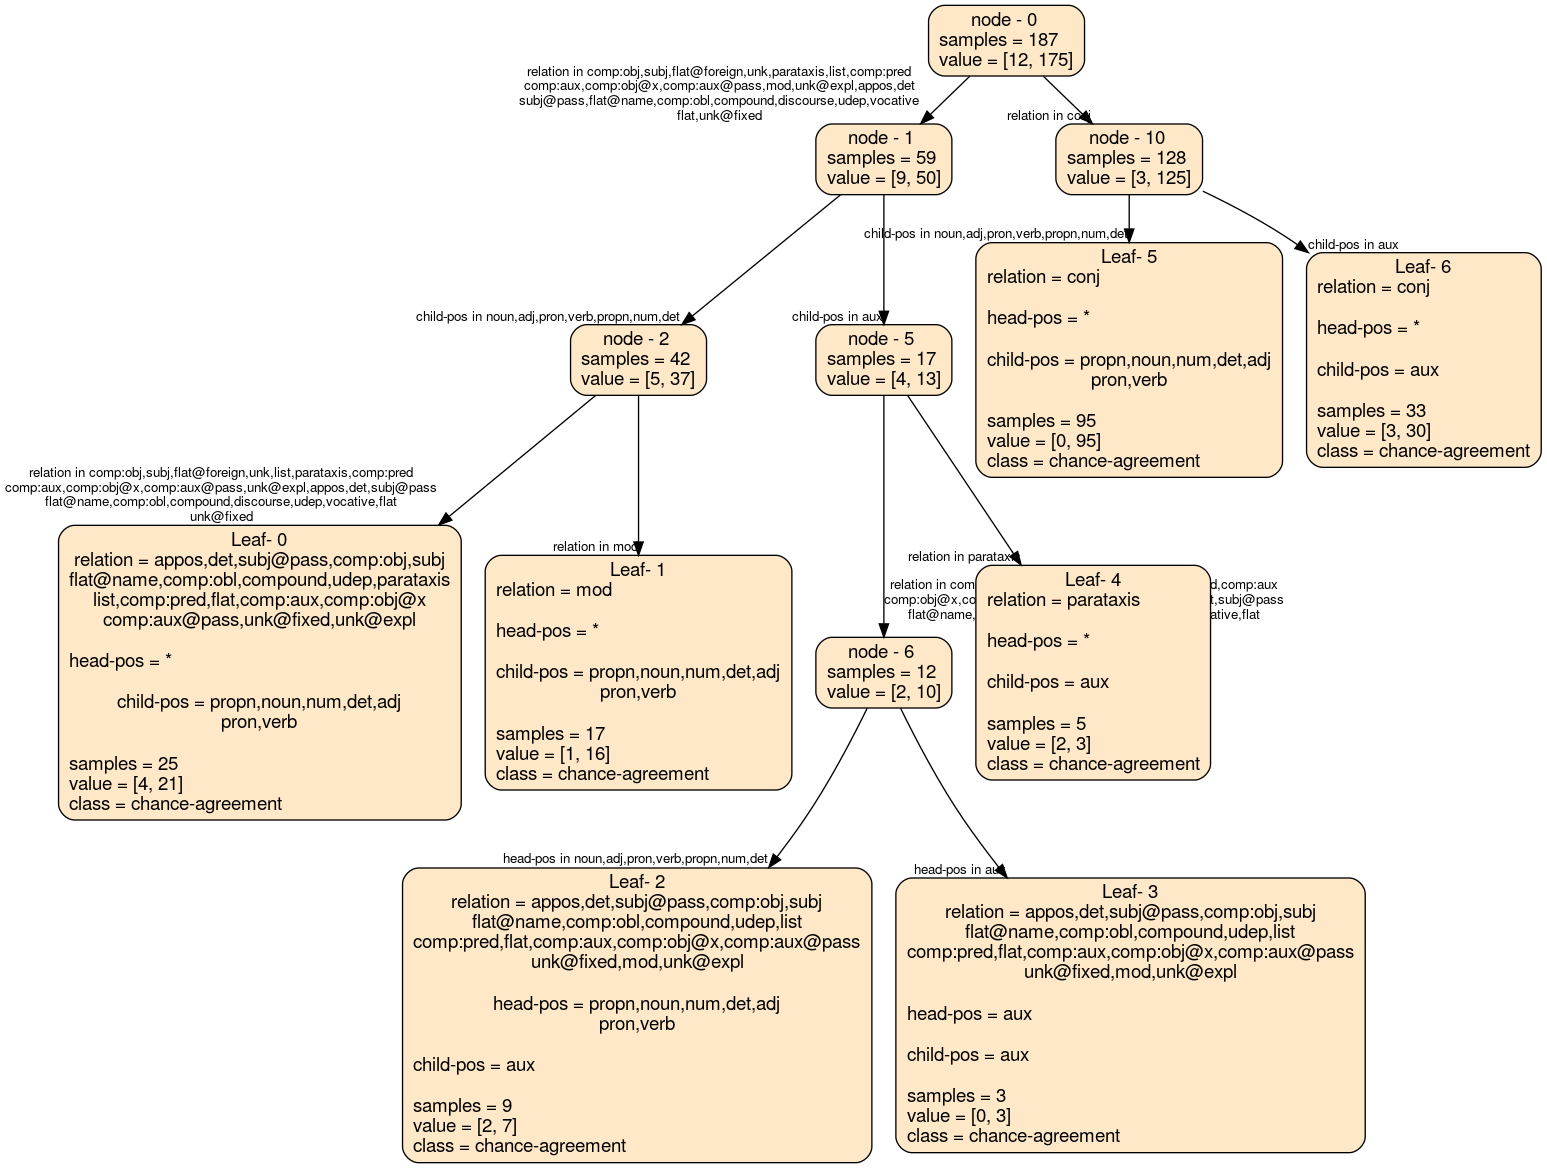 node - 0
samples = 187
value = [12, 175]
relation in comp:obj,subj,flat@foreign,unk,parataxis,list,comp:pred
comp:aux,comp:obj@x,comp:aux@pass,mod,unk@expl,appos,det
subj@pass,flat@name,comp:obl,compound,discourse,udep,vocative
flat,unk@fixed
relation in conj
node - 1
samples = 59
value = [9, 50]
node - 10
samples = 128
value = [3, 125]
child-pos in noun,adj,pron,verb,propn,num,det
child-pos in aux
Leaf- 5
relation = conj
head-pos = *
child-pos = propn,noun,num,det,adj
pron,verb
samples = 95
value = [0, 95]
class = chance-agreement
Leaf- 6
relation = conj
head-pos = *
child-pos = aux
samples = 33
value = [3, 30]
class = chance-agreement
child-pos in noun,adj,pron,verb,propn,num,det
child-pos in aux
node - 2
samples = 42
value = [5, 37]
node - 5
samples = 17
value = [4, 13]
relation in comp:obj,subj,flat@foreign,unk,list,parataxis,comp:pred
comp:aux,comp:obj@x,comp:aux@pass,unk@expl,appos,det,subj@pass
flat@name,comp:obl,compound,discourse,udep,vocative,flat
unk@fixed
Leaf- 0
relation = appos,det,subj@pass,comp:obj,subj
flat@name,comp:obl,compound,udep,parataxis
list,comp:pred,flat,comp:aux,comp:obj@x
comp:aux@pass,unk@fixed,unk@expl
head-pos = *
child-pos = propn,noun,num,det,adj
pron,verb
samples = 25
value = [4, 21]
class = chance-agreement
relation in mod
Leaf- 1
relation = mod
head-pos = *
child-pos = propn,noun,num,det,adj
pron,verb
samples = 17
value = [1, 16]
class = chance-agreement
relation in parataxis
relation in com d,comp:aux
comp:obj@x,co t,subj@pass
flat@name, ative,flat
Leaf- 4
relation = parataxis
head-pos = *
child-pos = aux
samples = 5
value = [2, 3]
class = chance-agreement
node - 6
samples = 12
value = [2, 10]
head-pos in noun,adj,pron,verb,propn,num,det
head-pos in aux
Leaf- 2
relation = appos,det,subj@pass,comp:obj,subj
flat@name,comp:obl,compound,udep,list
comp:pred,flat,comp:aux,comp:obj@x,comp:aux@pass
unk@fixed,mod,unk@expl
head-pos = propn,noun,num,det,adj
pron,verb
child-pos = aux
samples = 9
value = [2, 7]
class = chance-agreement
Leaf- 3
relation = appos,det,subj@pass,comp:obj,subj
flat@name,comp:obl,compound,udep,list
comp:pred,flat,comp:aux,comp:obj@x,comp:aux@pass
unk@fixed,mod,unk@expl
head-pos = aux
child-pos = aux
samples = 3
value = [0, 3]
class = chance-agreement